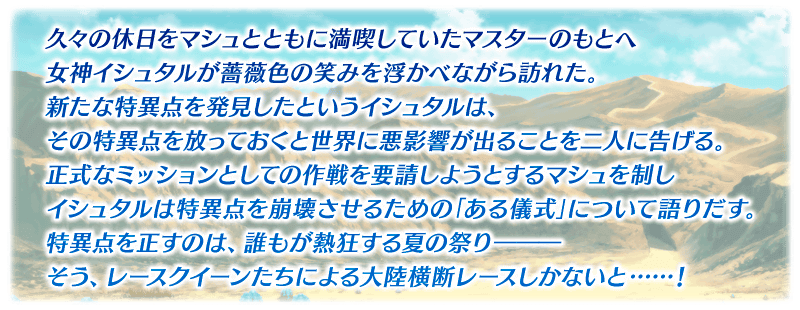 久々の休日をマシュとともに満喫していたマスターのもとへ
女神イシュタルが薔薇色の笑みを浮かべながら訪れた。
新たな特異点を発見したというイシュタルは、
その特異点を放っておくと世界に悪影響が出ることを二人に告げる。
正式なミッションとしての作戦を要請しようとするマシュを制し
イシュタルは特異点を崩壊させるための「ある儀式」について語りだす。
特異点を正すのは、誰もが熱狂する夏の祭り―――
そう、レースクイーンたちによる大陸横断レースしかないと……！